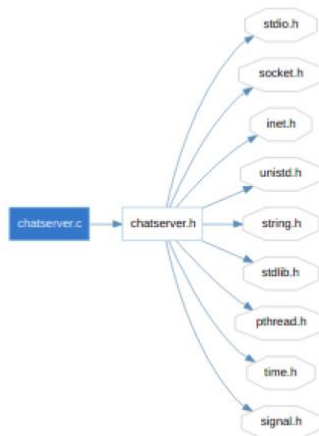 stdio.h
socket.h
inet.h
unistd.h
chatserver.c
chatserver.h
string.h
stdlib.h
pthread.h
time.h
signal.h